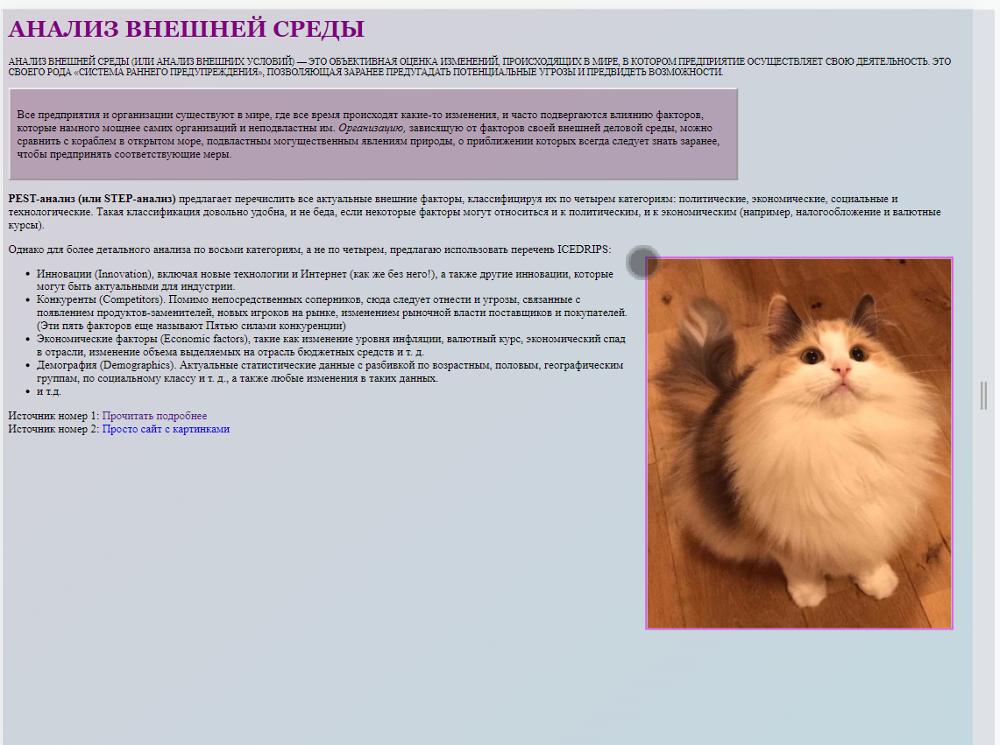 АНАЛИЗ ВНЕШНЕЙ СРЕДЫ
АНАЛИЗ ВНЕШНЕЙ СРЕДЫ (ИЛИ АНАЛИЗ ВНЕШНИХ УСЛОВИЙ) — ЭТО ОБЪЕКТИВНАЯ ОЦЕНКА ИЗМЕНЕНИЙ, ПРОИСХОДЯЩИХ В МИРЕ, В КОТОРОМ ПРЕДПРИЯТИЕ ОСУЩЕСТВЛЯЕТ СВОЮ ДЕЯТЕЛЬНОСТЬ. ЭТО
СВОЕГО РОДА «СИСТЕМА РАННЕГО ПРЕДУПРЕЖДЕНИЯ», ПОЗВОЛЯЮЩАЯ ЗАРАНЕЕ ПРЕДУГАДАТЬ ПОТЕНЦИАЛЬНЫЕ УГРОЗЫ И ПРЕДВИДЕТЬ ВОЗМОЖНОСТИ.
Все предприятия и организации существуют в мире, где все время происходят какие-то изменения, и часто подвергаются влиянию факторов,
которые намного мощнее самих организаций и неподвластны им. Организацию, зависящую от факторов своей внешней деловой среды, можно
сравнить с кораблем в открытом море, подвластным могущественным явлениям природы, о приближении которых всегда следует знать заранее,
чтобы предпринять соответствующие меры.
PEST-анализ (или STEP-анализ) предлагает перечислить все актуальные внешние факторы, классифицируя их по четырем категориям: политические, экономические, социальные и
технологические. Такая классификация довольно удобна, и не беда, если некоторые факторы могут относиться и к политическим, и к экономическим (например, налогообложение и валютные
курсы).
Однако для более детального анализа по восьми категориям, а не по четырем, предлагаю использовать перечень ICEDRIPS:
• Инновации (Innovation), включая новые технологии и Интернет (как же без него!), а также другие инновации, которые
могут быть актуальными для индустрии.
• Конкуренты (Competitors). Помимо непосредственных соперников, сюда следует отнести и угрозы, связанные с
появлением продуктов-заменителей, новых игроков на рынке, изменением рыночной власти поставщиков и покупателей.
(Эти пять факторов еще называют Пятью силами конкуренции)
• Экономические факторы (Economic factors), такие как изменение уровня инфляции, валютный курс, экономический спад
в отрасли, изменение объема выделяемых на отрасль бюджетных средств и т. д.
• Демография (Demographics). Актуальные статистические данные с разбивкой по возрастным, половым, географическим
группам, по социальному классу и т. д., а также любые изменения в таких данных.
• и т.д.
Источник номер 1: Прочитать подробнее
Источник номер 2: Просто сайт с картинками